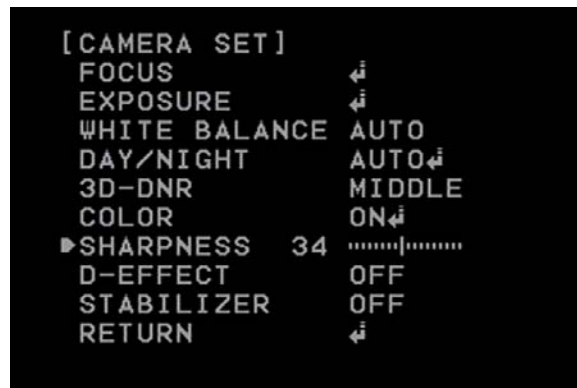 [CAMERA SET]
FOCUS ↲
EXPOSURE ↲
WHITE BALANCE AUTO
DAY/NIGHT AUTO↲
3D-DNR MIDDLE
COLOR ON↲
SHARPNESS 34
D-EFFECT OFF
STABILIZER OFF
RETURN ↲